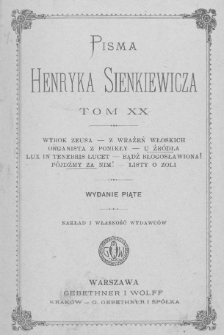 PISMA
HENRYKA SIENKIEWICZA
TOM XX
WYROK ZEUSA — Z WRAŻEŃ WŁOSKICH
ORGANISTA Z PONIKŁY — U ŹRÓDŁA
LUX IN TENEBRIS LUCET — BĄDŹ BŁOGOSŁAWIONA!
PÓJDŹMY ZA NIM! — LISTY O ZOLI
WYDANIE PIĄTE
NAKŁAD I WŁASNOŚĆ WYDAWCÓW
WARSZAWA
GEBETHNER I WOLFF
KRAKÓW — G. GEBETHNER I SPÓŁKA